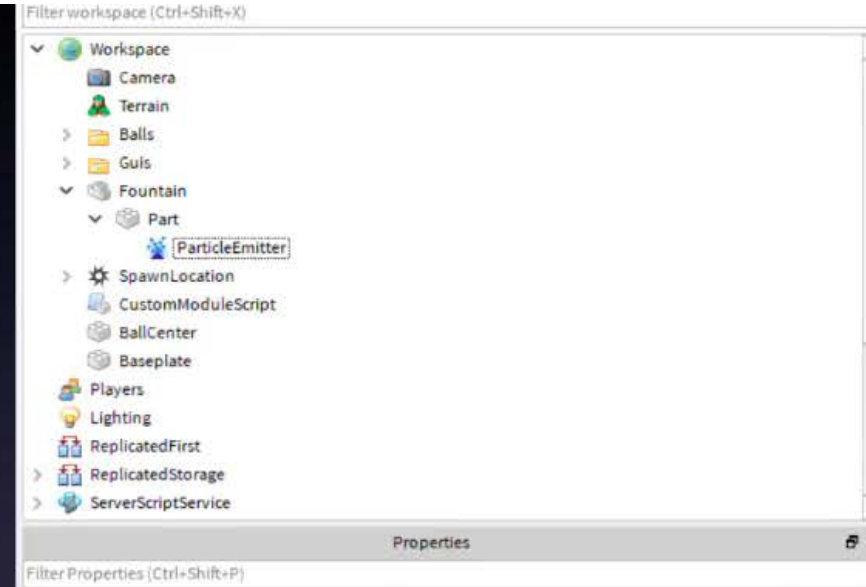 Filter workspace (Ctrl+Shift+X)
Workspace
Camera
Terrain
Balls
Guis
Fountain
Part
ParticleEmitter
SpawnLocation
CustomModuleScript
BallCenter
Baseplate
Players
Lighting
ReplicatedFirst
ReplicatedStorage
ServerScriptService
Properties
Filter Properties (Ctrl+Shift+P)